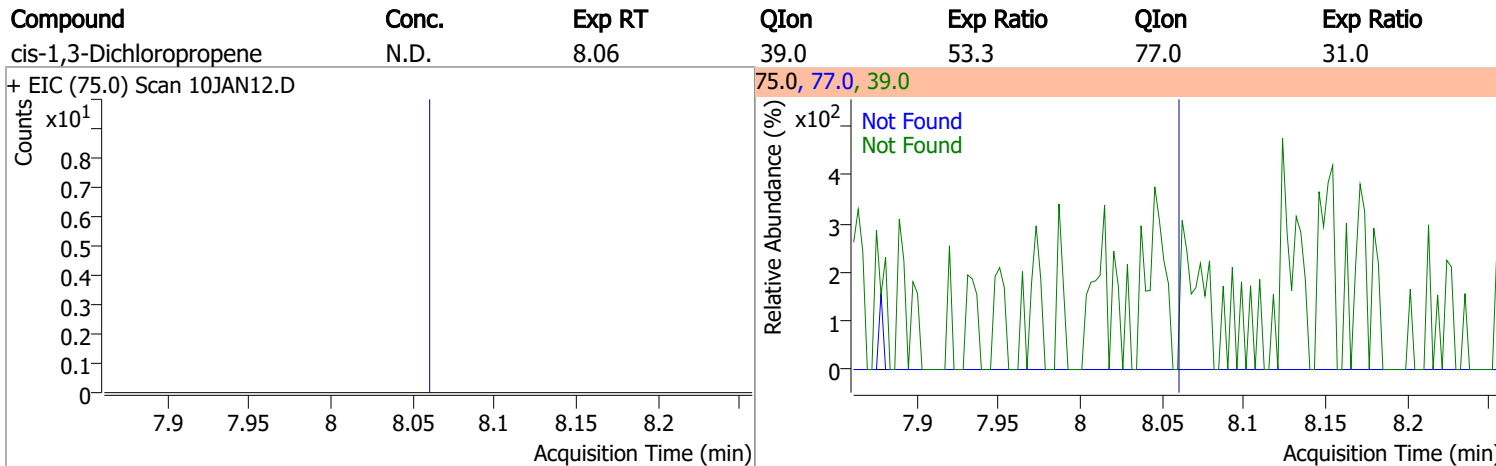 Compound Conc. Exp RT QIon Exp Ratio QIon Exp Ratio
cis-1,3-Dichloropropene N.D. 8.06 39.0 53.3 77.0 31.0
+ EIC (75.0) Scan 10JAN12.D
Counts
x10^1
0.8
0.7
0.6
0.5
0.4
0.3
0.2
0.1
0
7.9 7.95 8 8.05 8.1 8.15 8.2
Acquisition Time (min)
75.0, 77.0, 39.0
Relative Abundance (%)
x10^2
Not Found
Not Found
4
3
2
1
0
7.9 7.95 8 8.05 8.1 8.15 8.2
Acquisition Time (min)